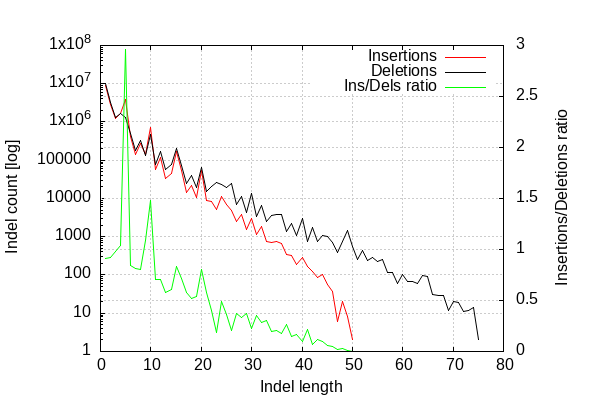 1x10^8
1x10^7
1x10^6
100000
10000
1000
100
10
1
Indel count [log]
Insertions
Deletions
Ins/Dels ratio
3
2.5
2
1.5
1
0.5
0
Insertions/Deletions ratio
0 10 20 30 40 50 60 70 80
Indel length